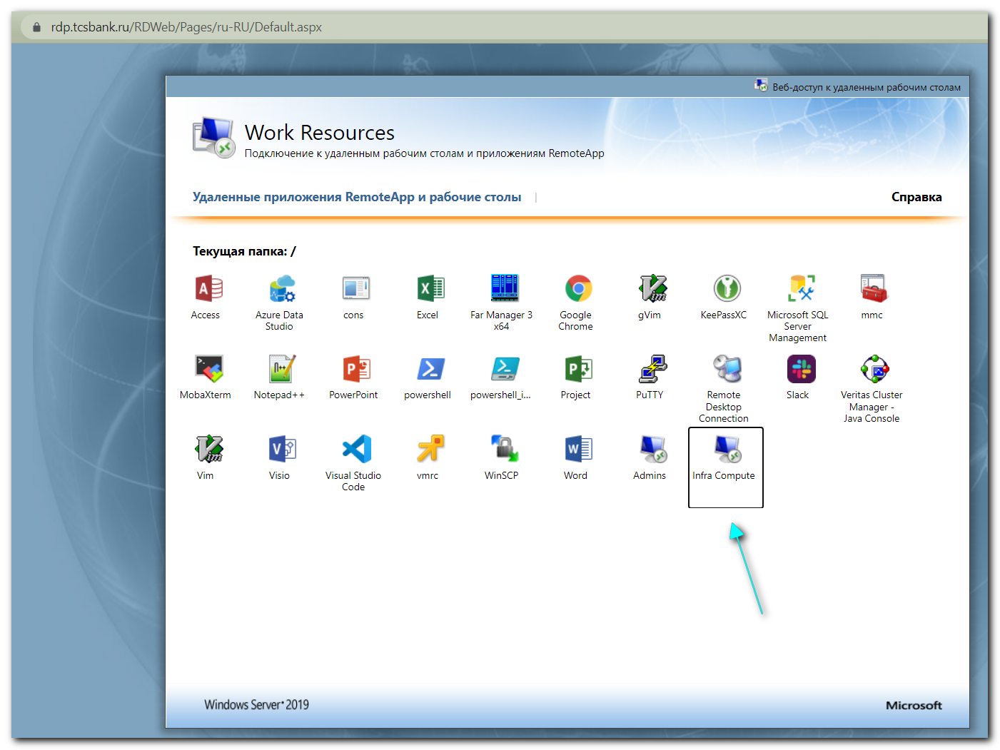 rdp.tcsbank.ru/RDWeb/Pages/ru-RU/Default.aspx
Веб-доступ к удаленным рабочим столам
Work Resources
Подключение к удаленным рабочим столам и приложениям RemoteApp
Удаленные приложения RemoteApp и рабочие столы | Справка
Текущая папка: /
Access
Azure Data
Studio
cons
Excel
Far Manager 3
x64
Google
Chrome
gVim
KeePassXC
Microsoft SQL
Server
Management
mmc
MobaXterm
Notepad++
PowerPoint
powershell
powershell_i...
Project
PuTTY
Remote
Desktop
Connection
Slack
Veritas Cluster
Manager -
Java Console
Vim
Visio
Visual Studio
Code
vmrc
WinSCP
Word
Admins
Infra Compute
Windows Server 2019
Microsoft